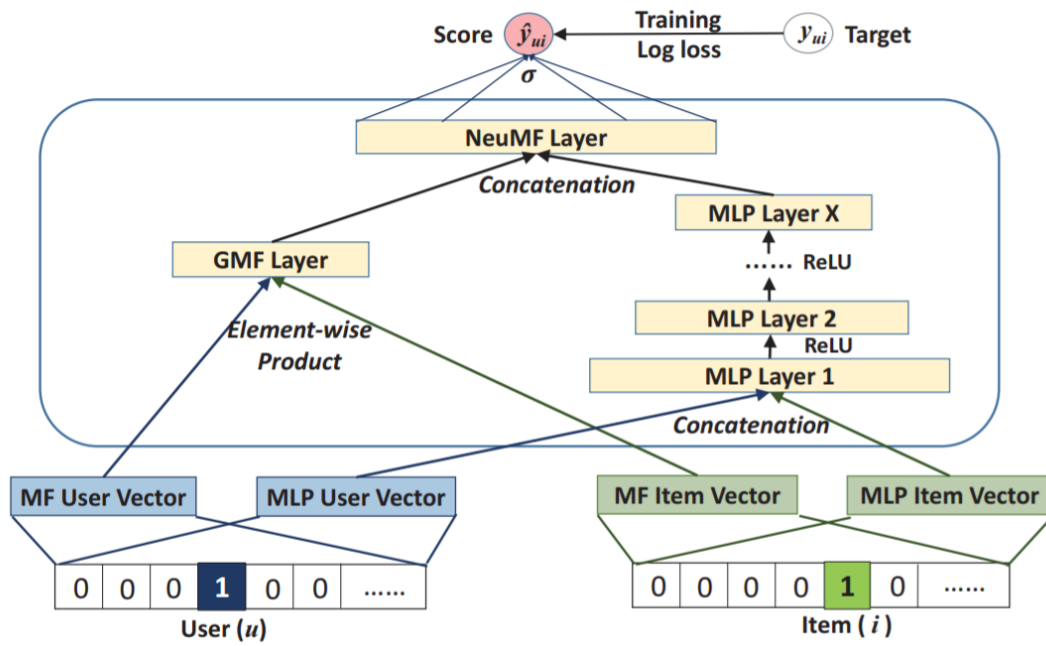 Score ŷui Training yui Target
Log loss
σ
NeuMF Layer
Concatenation
MLP Layer X
GMF Layer
...... ReLU
Element-wise
Product
MLP Layer 2
ReLU
MLP Layer 1
Concatenation
MF User Vector MLP User Vector MF Item Vector MLP Item Vector
0 0 0 1 0 0 ...... 0 0 0 0 1 0 ......
User (u) Item ( i )